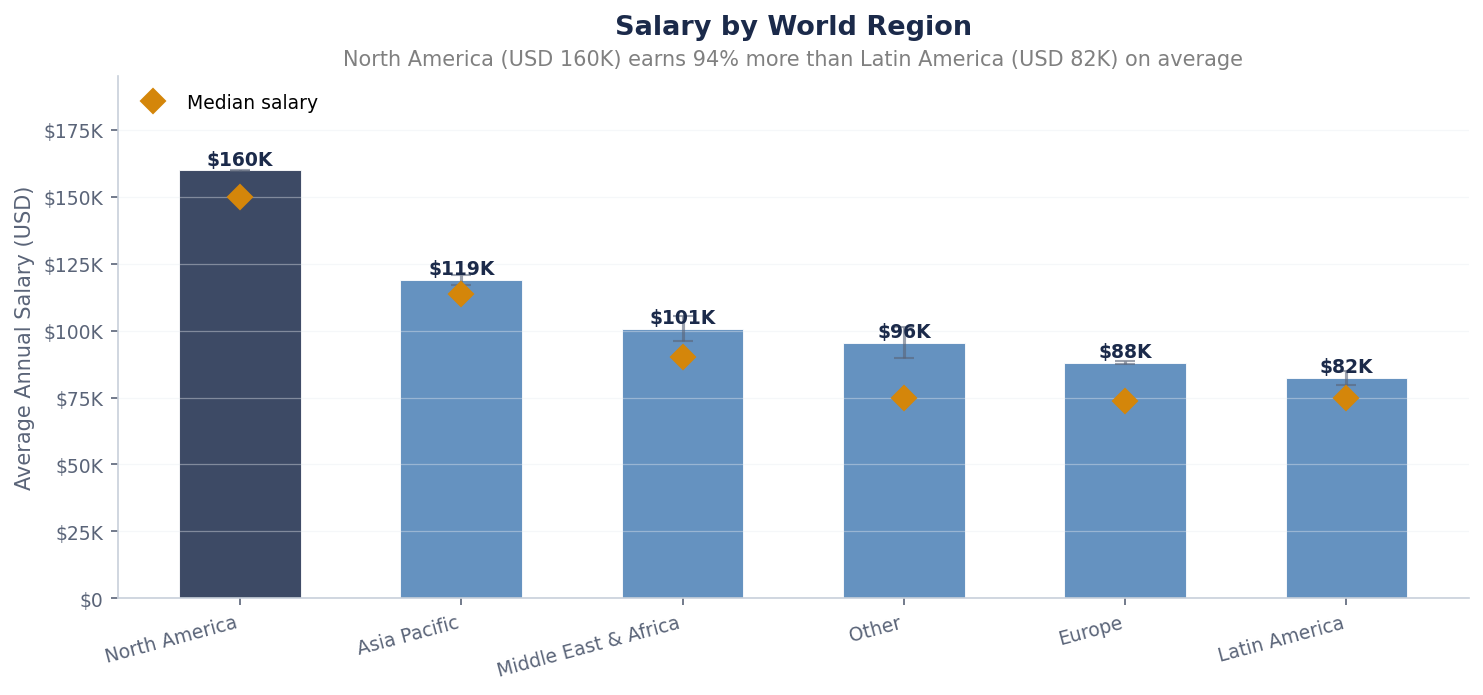 Salary by World Region
North America (USD 160K) earns 94% more than Latin America (USD 82K) on average
Median salary
Average Annual Salary (USD)
$175K
$150K
$125K
$100K
$75K
$50K
$25K
$0
$160K
$119K
$101K
$96K
$88K
$82K
North America
Asia Pacific
Middle East & Africa
Other
Europe
Latin America